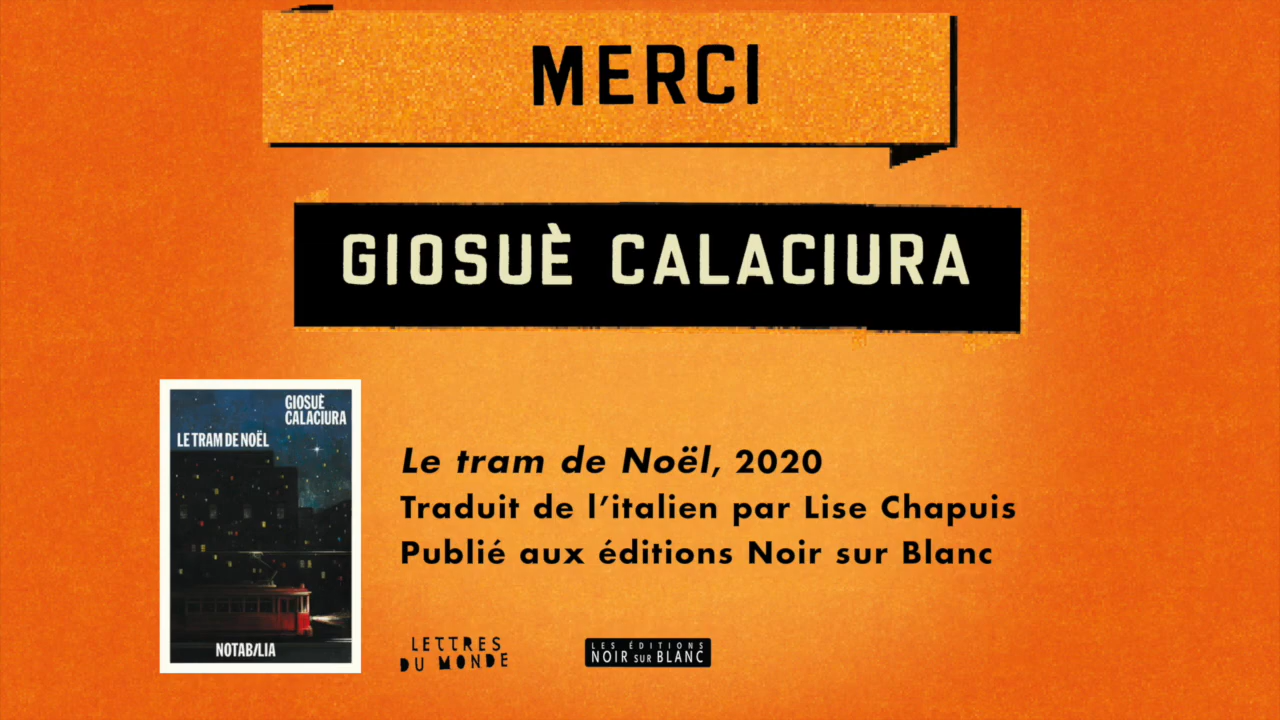 MERCI
GIOSUÈ CALACIURA
GIOSUÈ
CALACIURA
LE TRAM DE NOËL
NOTAB/LIA
Le tram de Noël, 2020
Traduit de l’italien par Lise Chapuis
Publié aux éditions Noir sur Blanc
LETTRES
DU MONDE
LES ÉDITIONS
NOIR SUR BLANC